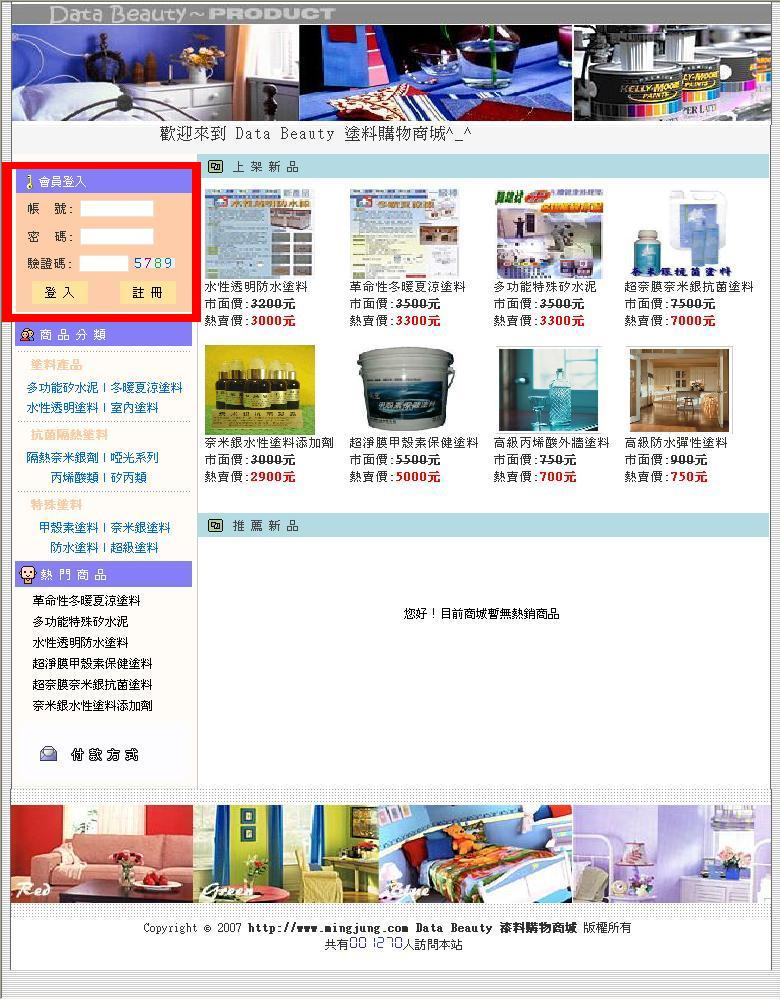 Data Beauty~PRODUCT
KELLY-MOORE PAINTS
歡迎來到 Data Beauty 塗料購物商城^_^
會員登入
帳 號:
密 碼:
驗證碼: 5789
登 入 註 冊
商品分類
塗料產品
多功能矽水泥 | 冬暖夏涼塗料
水性透明塗料 | 室內塗料
抗菌隔熱塗料
隔熱奈米銀劑 | 啞光系列
丙烯酸類 | 矽丙類
特殊塗料
甲殼素塗料 | 奈米銀塗料
防水塗料 | 超級塗料
熱門商品
革命性冬暖夏涼塗料
多功能特殊矽水泥
水性透明防水塗料
超淨膜甲殼素保健塗料
超奈膜奈米銀抗菌塗料
奈米銀水性塗料添加劑
付款方式
上架新品
奈米銀抗菌塗料
水性透明防水塗料
市面價:3200元
熱賣價:3000元
革命性冬暖夏涼塗料
市面價:3500元
熱賣價:3300元
多功能特殊矽水泥
市面價:3500元
熱賣價:3300元
超奈膜奈米銀抗菌塗料
市面價:7500元
熱賣價:7000元
奈米銀水性塗料添加劑
市面價:3000元
熱賣價:2900元
超淨膜甲殼素保健塗料
市面價:5500元
熱賣價:5000元
高級丙烯酸外牆塗料
市面價:750元
熱賣價:700元
高級防水彈性塗料
市面價:900元
熱賣價:750元
推薦新品
您好！目前商城暫無熱銷商品
Red
Green
Blue
Copyright © 2007 http://www.mingjung.com Data Beauty 漆料購物商城 版權所有
共有001270人訪問本站